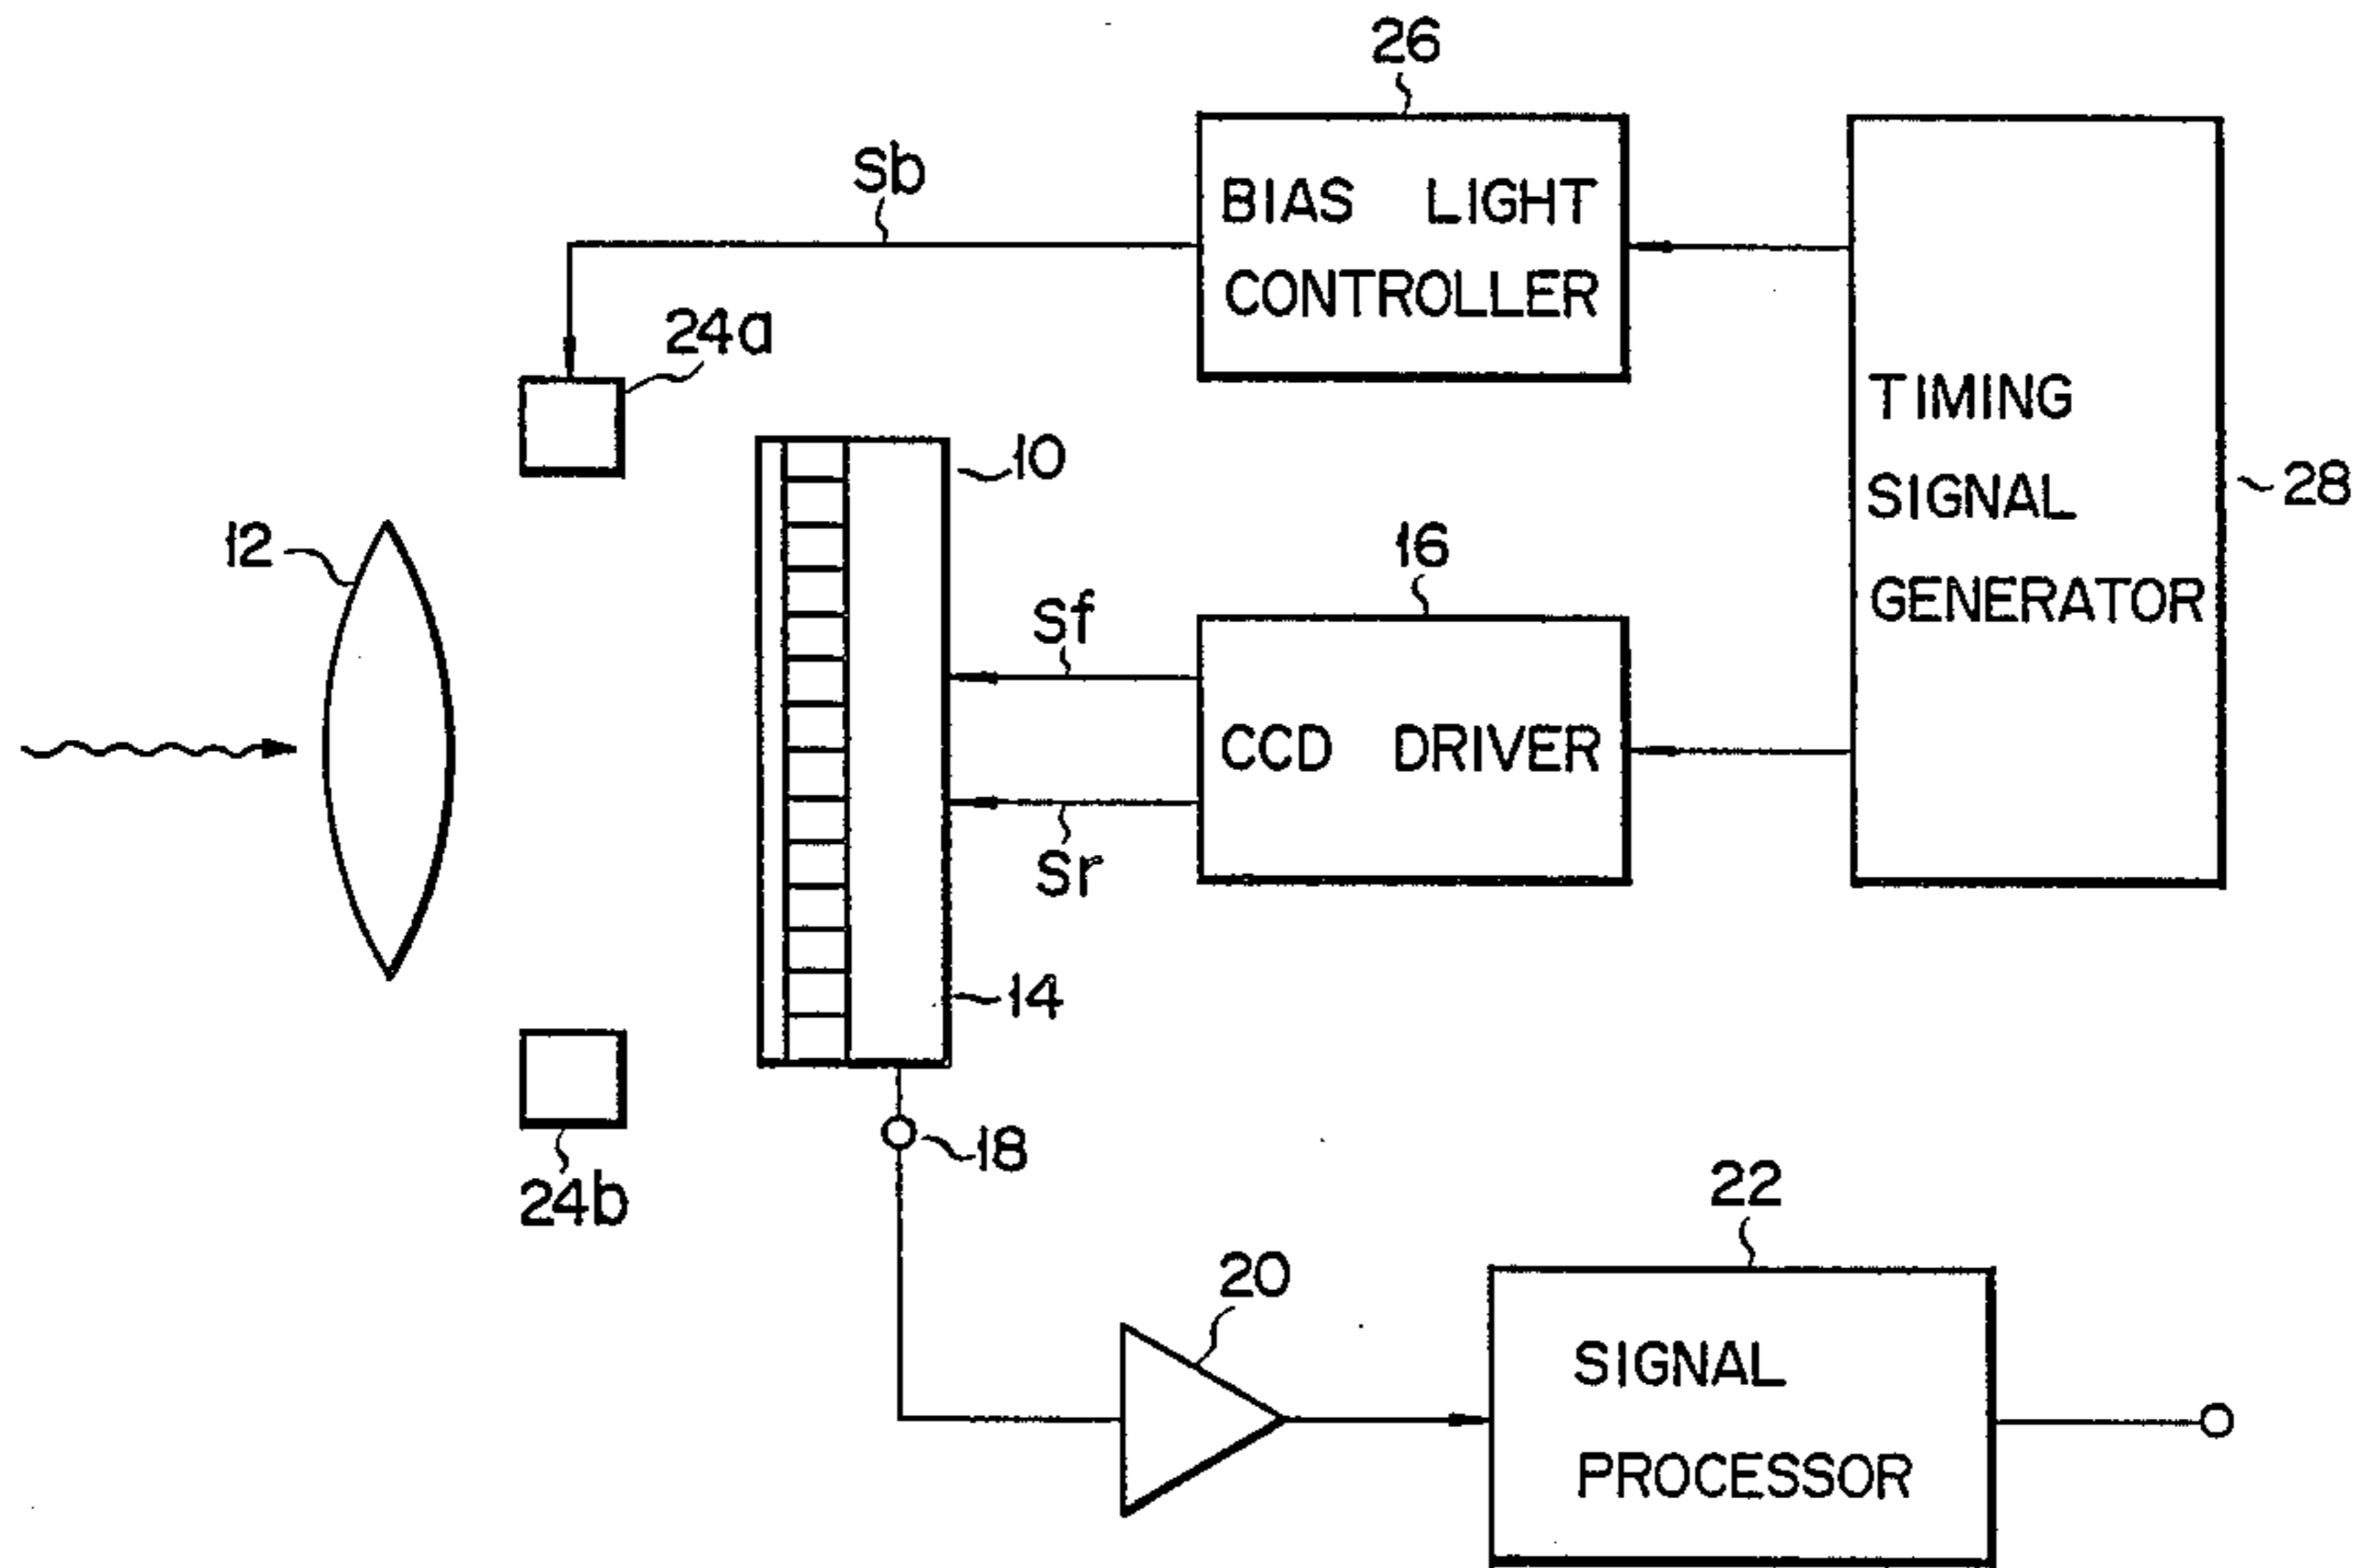 26
Sb
BIAS LIGHT
CONTROLLER
24a
TIMING
SIGNAL
GENERATOR
28
10
12
16
Sf
CCD DRIVER
Sr
14
18
24b
22
20
SIGNAL
PROCESSOR